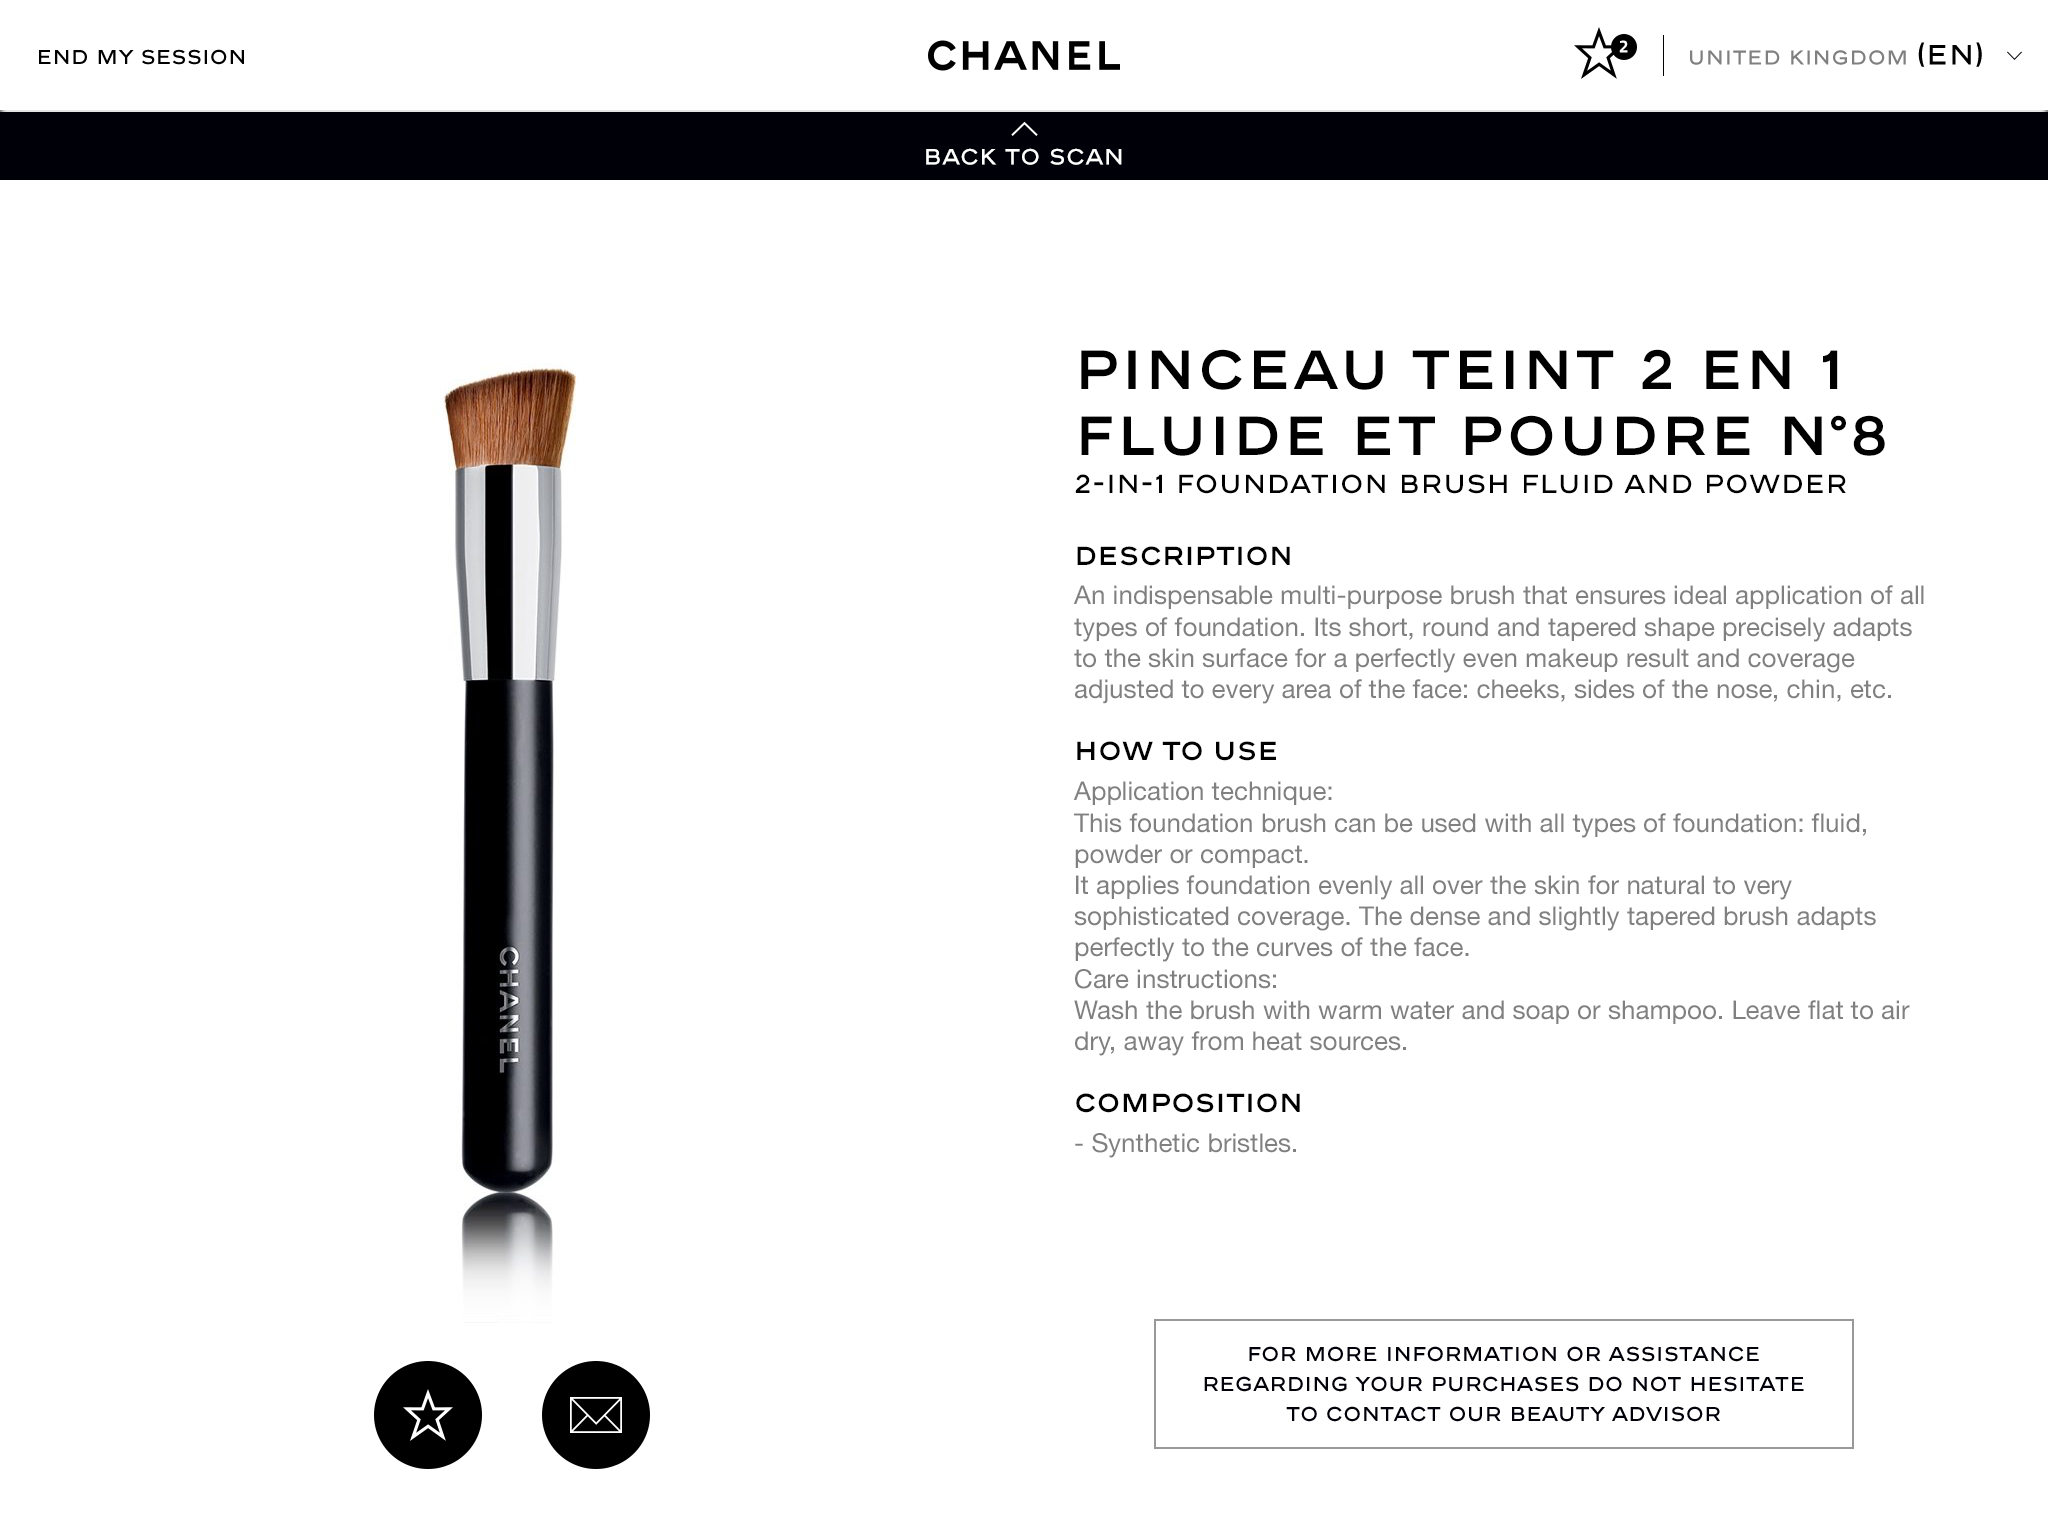 END MY SESSION
CHANEL
2
UNITED KINGDOM (EN)
BACK TO SCAN
PINCEAU TEINT 2 EN 1
FLUIDE ET POUDRE N°8
2-IN-1 FOUNDATION BRUSH FLUID AND POWDER
DESCRIPTION
An indispensable multi-purpose brush that ensures ideal application of all
types of foundation. Its short, round and tapered shape precisely adapts
to the skin surface for a perfectly even makeup result and coverage
adjusted to every area of the face: cheeks, sides of the nose, chin, etc.
HOW TO USE
Application technique:
This foundation brush can be used with all types of foundation: fluid,
powder or compact.
It applies foundation evenly all over the skin for natural to very
sophisticated coverage. The dense and slightly tapered brush adapts
perfectly to the curves of the face.
Care instructions:
Wash the brush with warm water and soap or shampoo. Leave flat to air
dry, away from heat sources.
COMPOSITION
- Synthetic bristles.
CHANEL
FOR MORE INFORMATION OR ASSISTANCE
REGARDING YOUR PURCHASES DO NOT HESITATE
TO CONTACT OUR BEAUTY ADVISOR